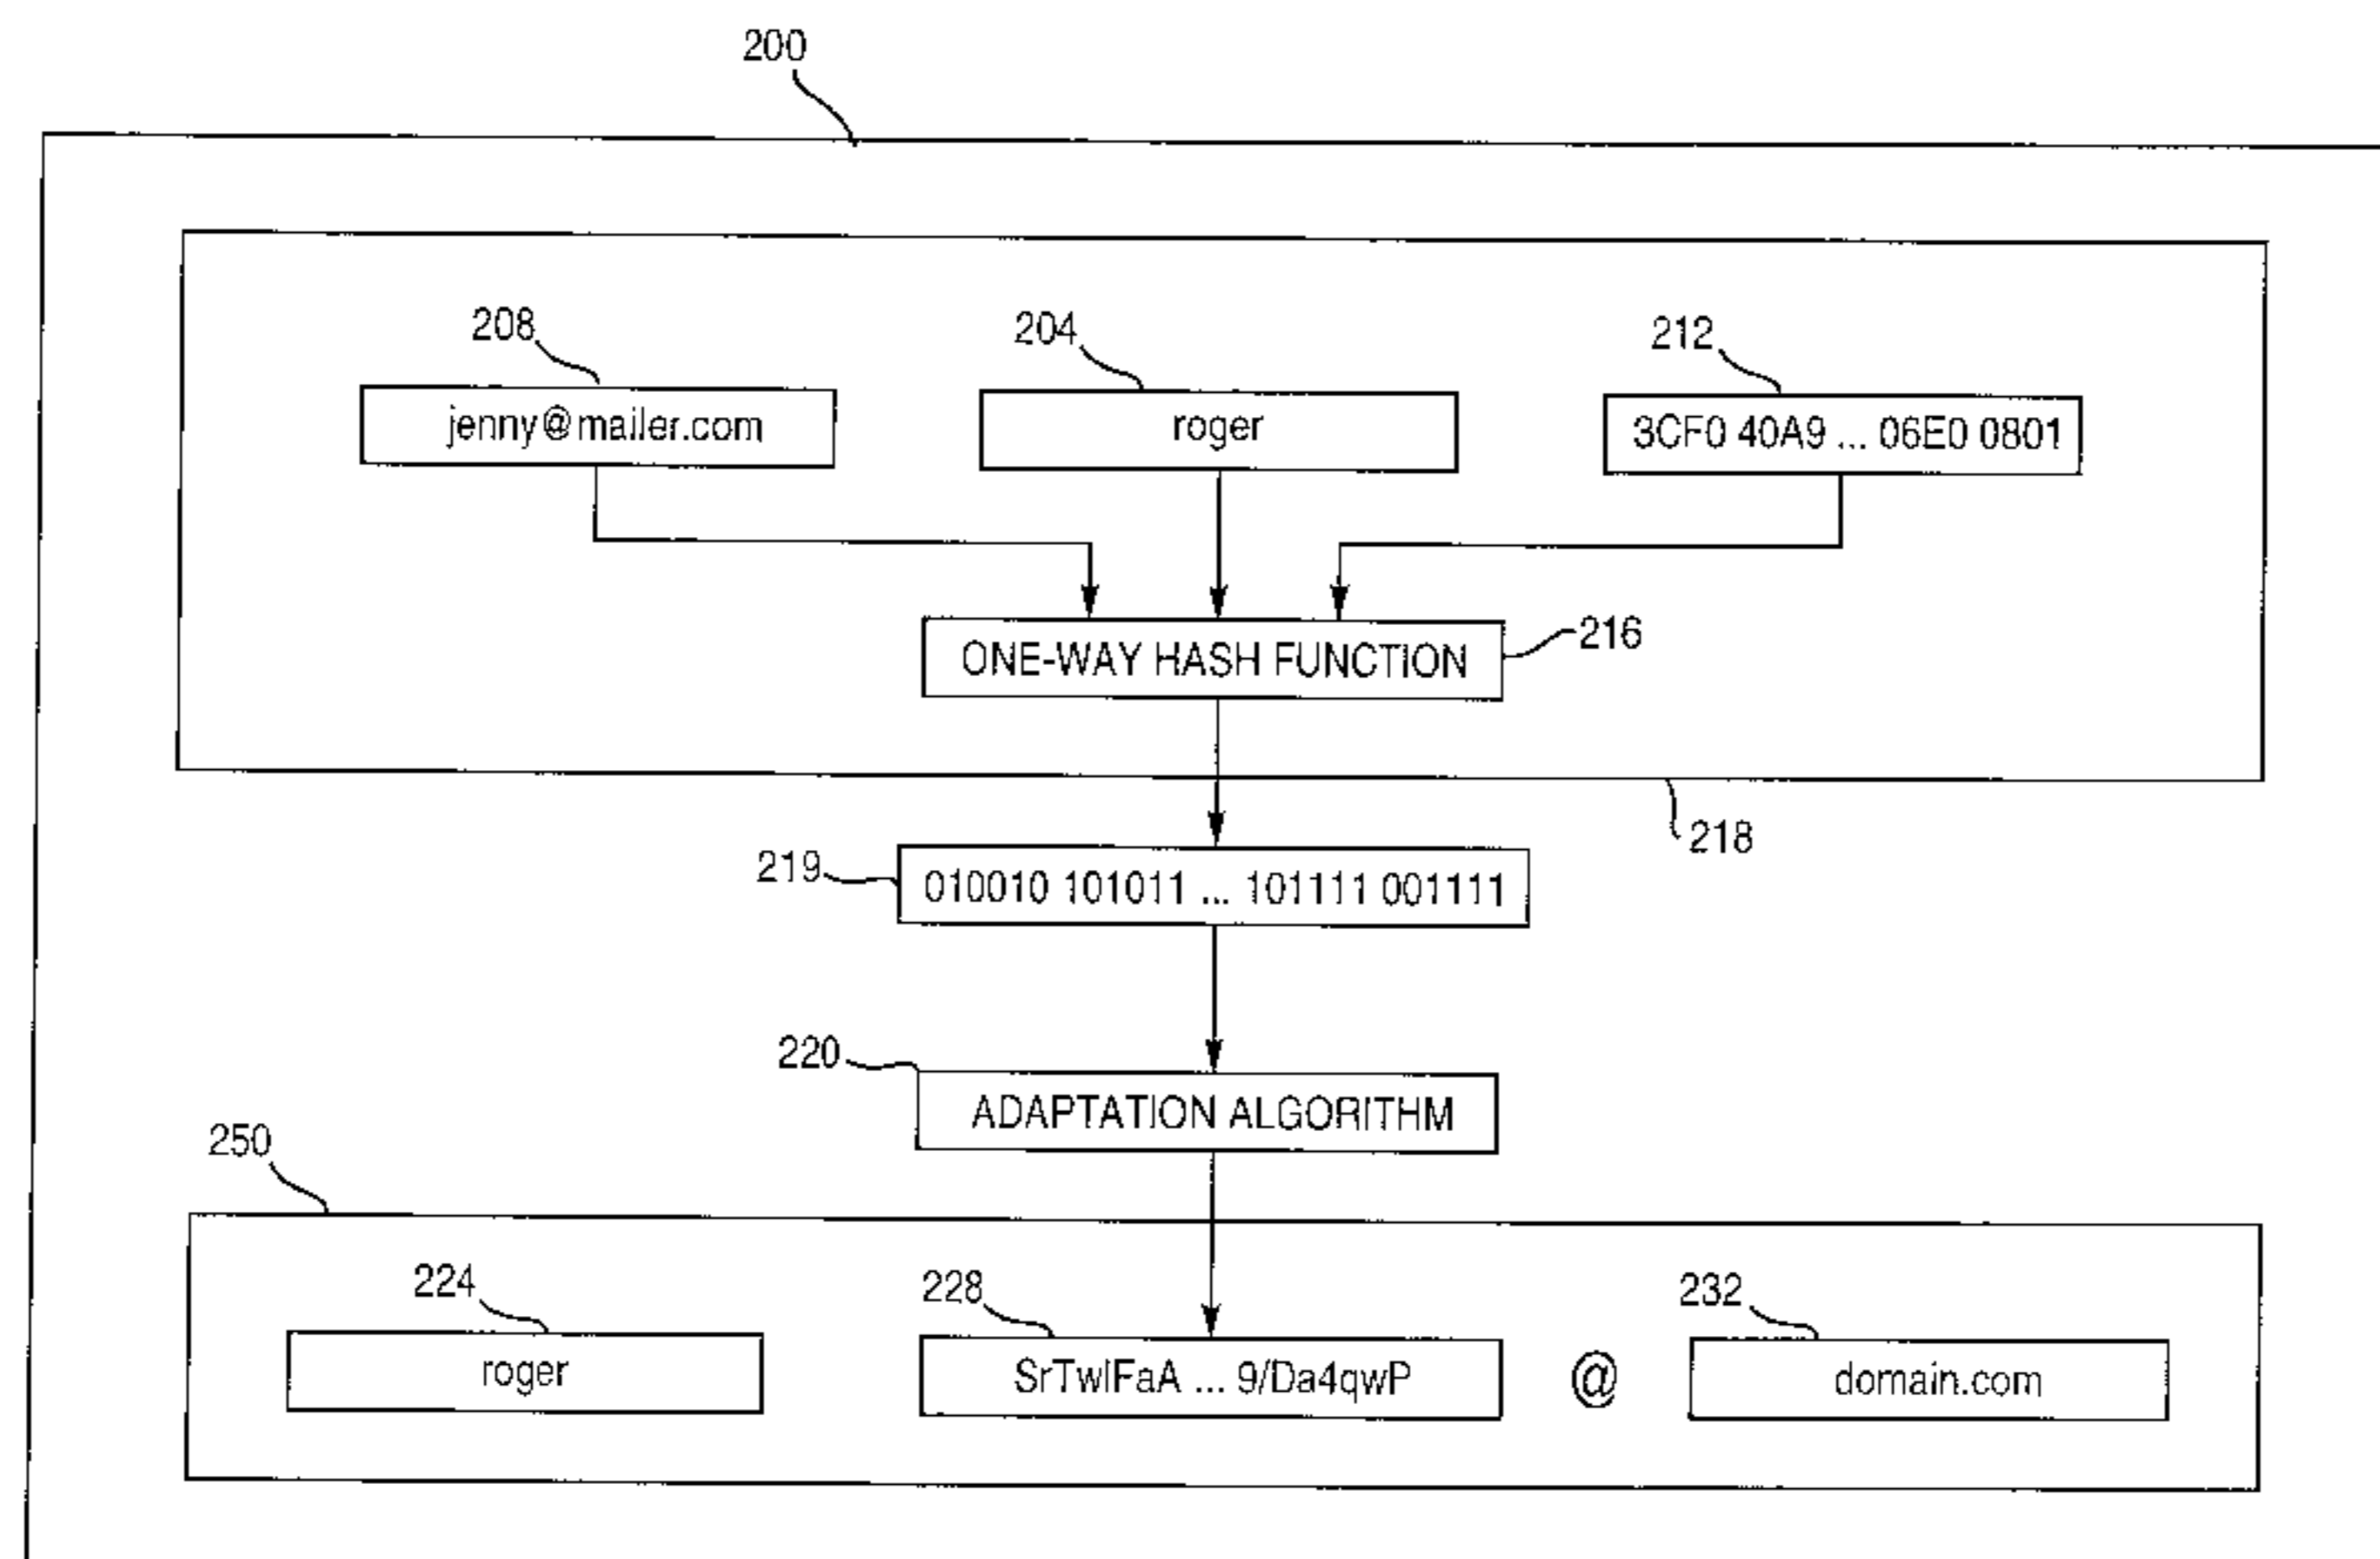 200
208
204
212
jenny@mailer.com
roger
3CF0 40A9 ... 06E0 0801
ONE-WAY HASH FUNCTION
216
218
219
010010 101011 ... 101111 001111
220
ADAPTATION ALGORITHM
250
224
228
232
roger
SrTwIFaA ... 9/Da4qwP
@
domain.com